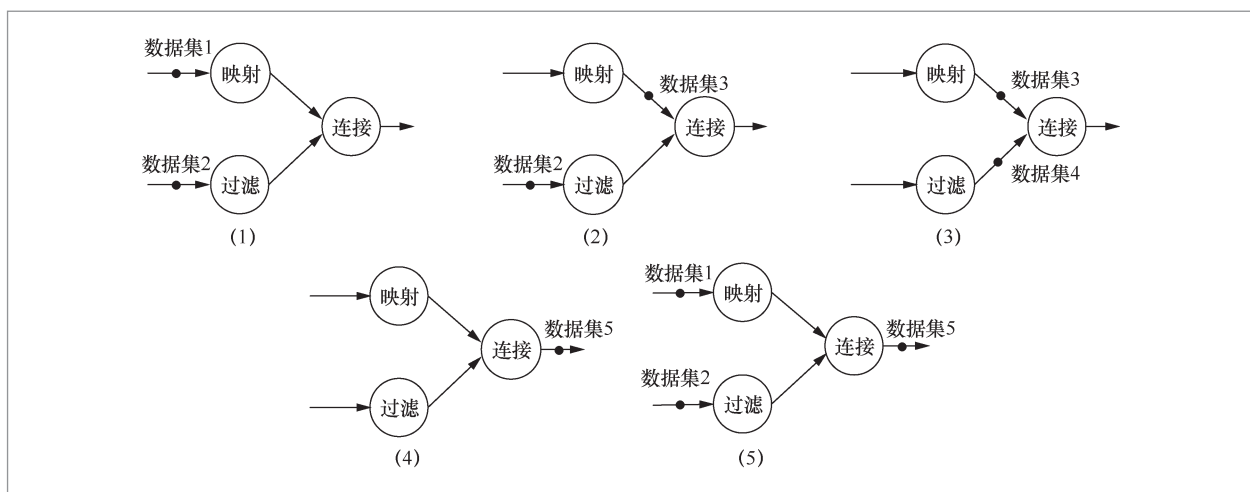 数据集1
映射
连接
数据集2
过滤
(1)
映射
数据集3
连接
数据集2
过滤
(2)
映射
数据集3
连接
过滤
数据集4
(3)
映射
连接
数据集5
过滤
(4)
数据集1
映射
连接
数据集5
数据集2
过滤
(5)